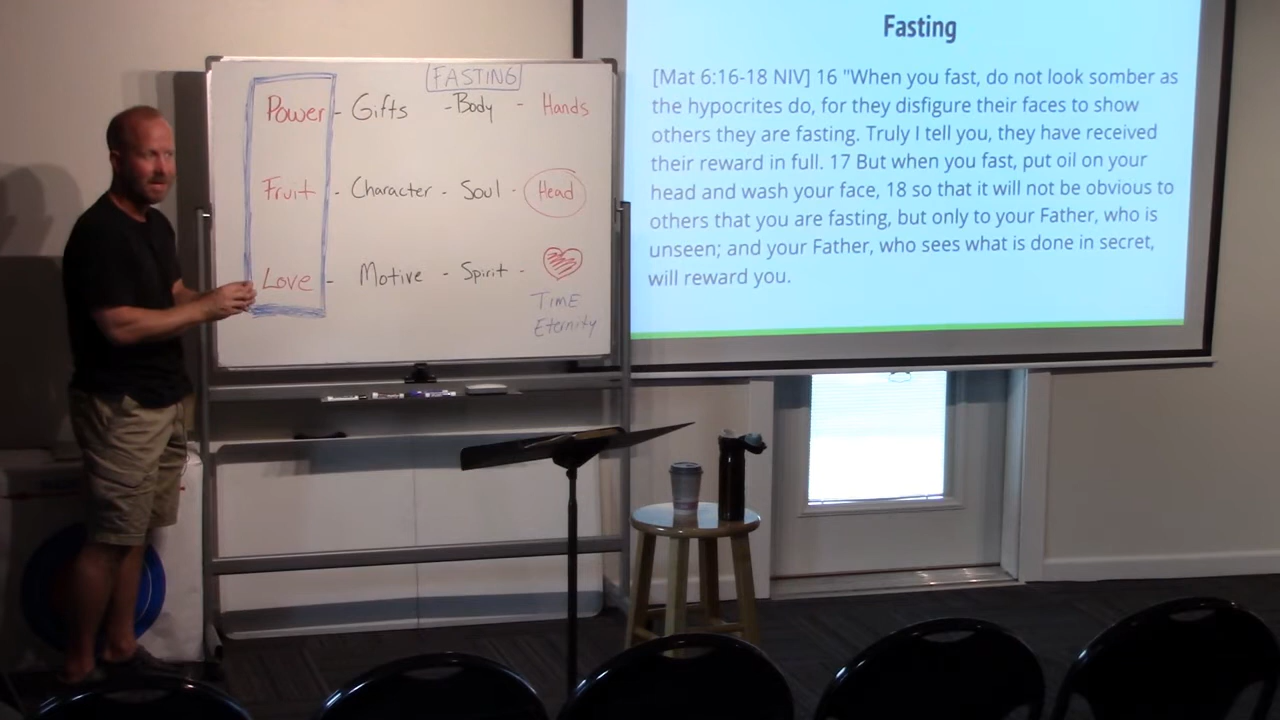 FASTING
Power - Gifts - Body - Hands
Fruit - Character - Soul - Head
Love - Motive - Spirit -
TIME
Eternity
Fasting
[Mat 6:16-18 NIV] 16 "When you fast, do not look somber as
the hypocrites do, for they disfigure their faces to show
others they are fasting. Truly I tell you, they have received
their reward in full. 17 But when you fast, put oil on your
head and wash your face, 18 so that it will not be obvious to
others that you are fasting, but only to your Father, who is
unseen; and your Father, who sees what is done in secret,
will reward you.